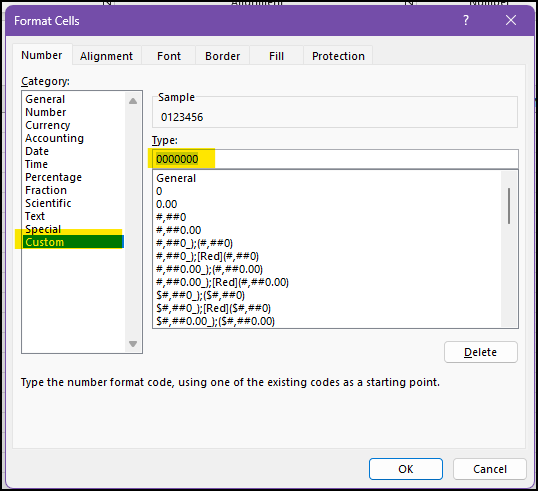 Format Cells
?
Number Alignment Font Border Fill Protection
Category:
General
Number
Currency
Accounting
Date
Time
Percentage
Fraction
Scientific
Text
Special
Custom
Sample
0123456
Type:
0000000
General
0
0.00
#,##0
#,##0.00
#,##0_);(#,##0)
#,##0_);[Red](#,##0)
#,##0.00_);(#,##0.00)
#,##0.00_);[Red](#,##0.00)
$#,##0_);($#,##0)
$#,##0_);[Red]($#,##0)
$#,##0.00_);($#,##0.00)
Delete
Type the number format code, using one of the existing codes as a starting point.
OK Cancel